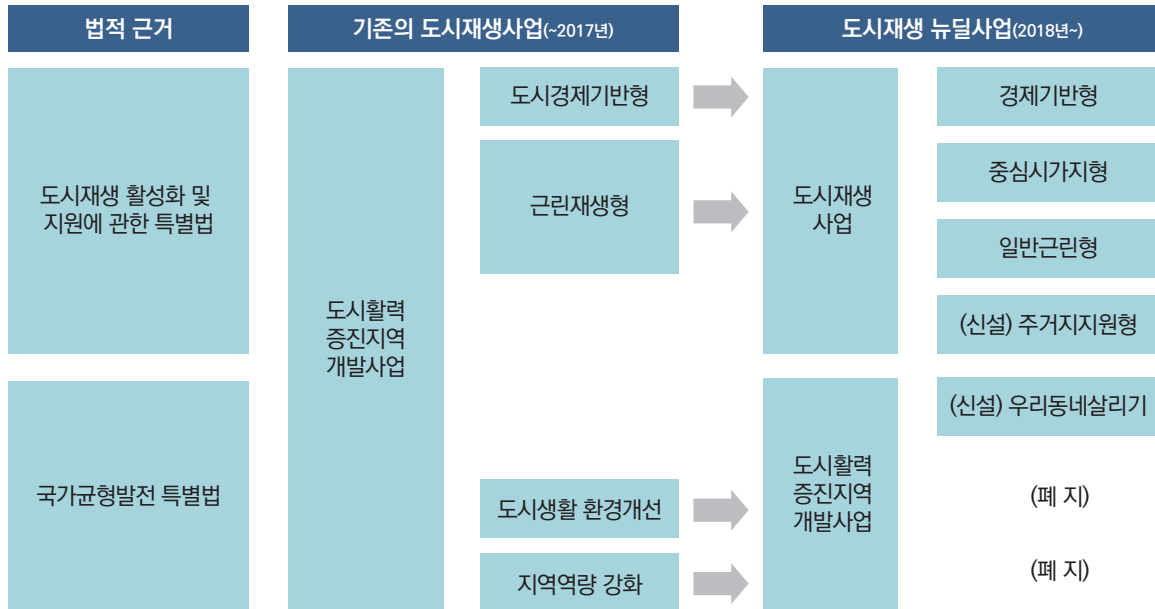 법적 근거
기존의 도시재생사업(~2017년)
도시재생 뉴딜사업(2018년~)
도시재생 활성화 및
지원에 관한 특별법
국가균형발전 특별법
도시활력
증진지역
개발사업
도시경제기반형
근린재생형
도시생활 환경개선
지역역량 강화
도시재생
사업
도시활력
증진지역
개발사업
경제기반형
중심시가지형
일반근린형
(신설) 주거지지원형
(신설) 우리동네살리기
(폐 지)
(폐 지)